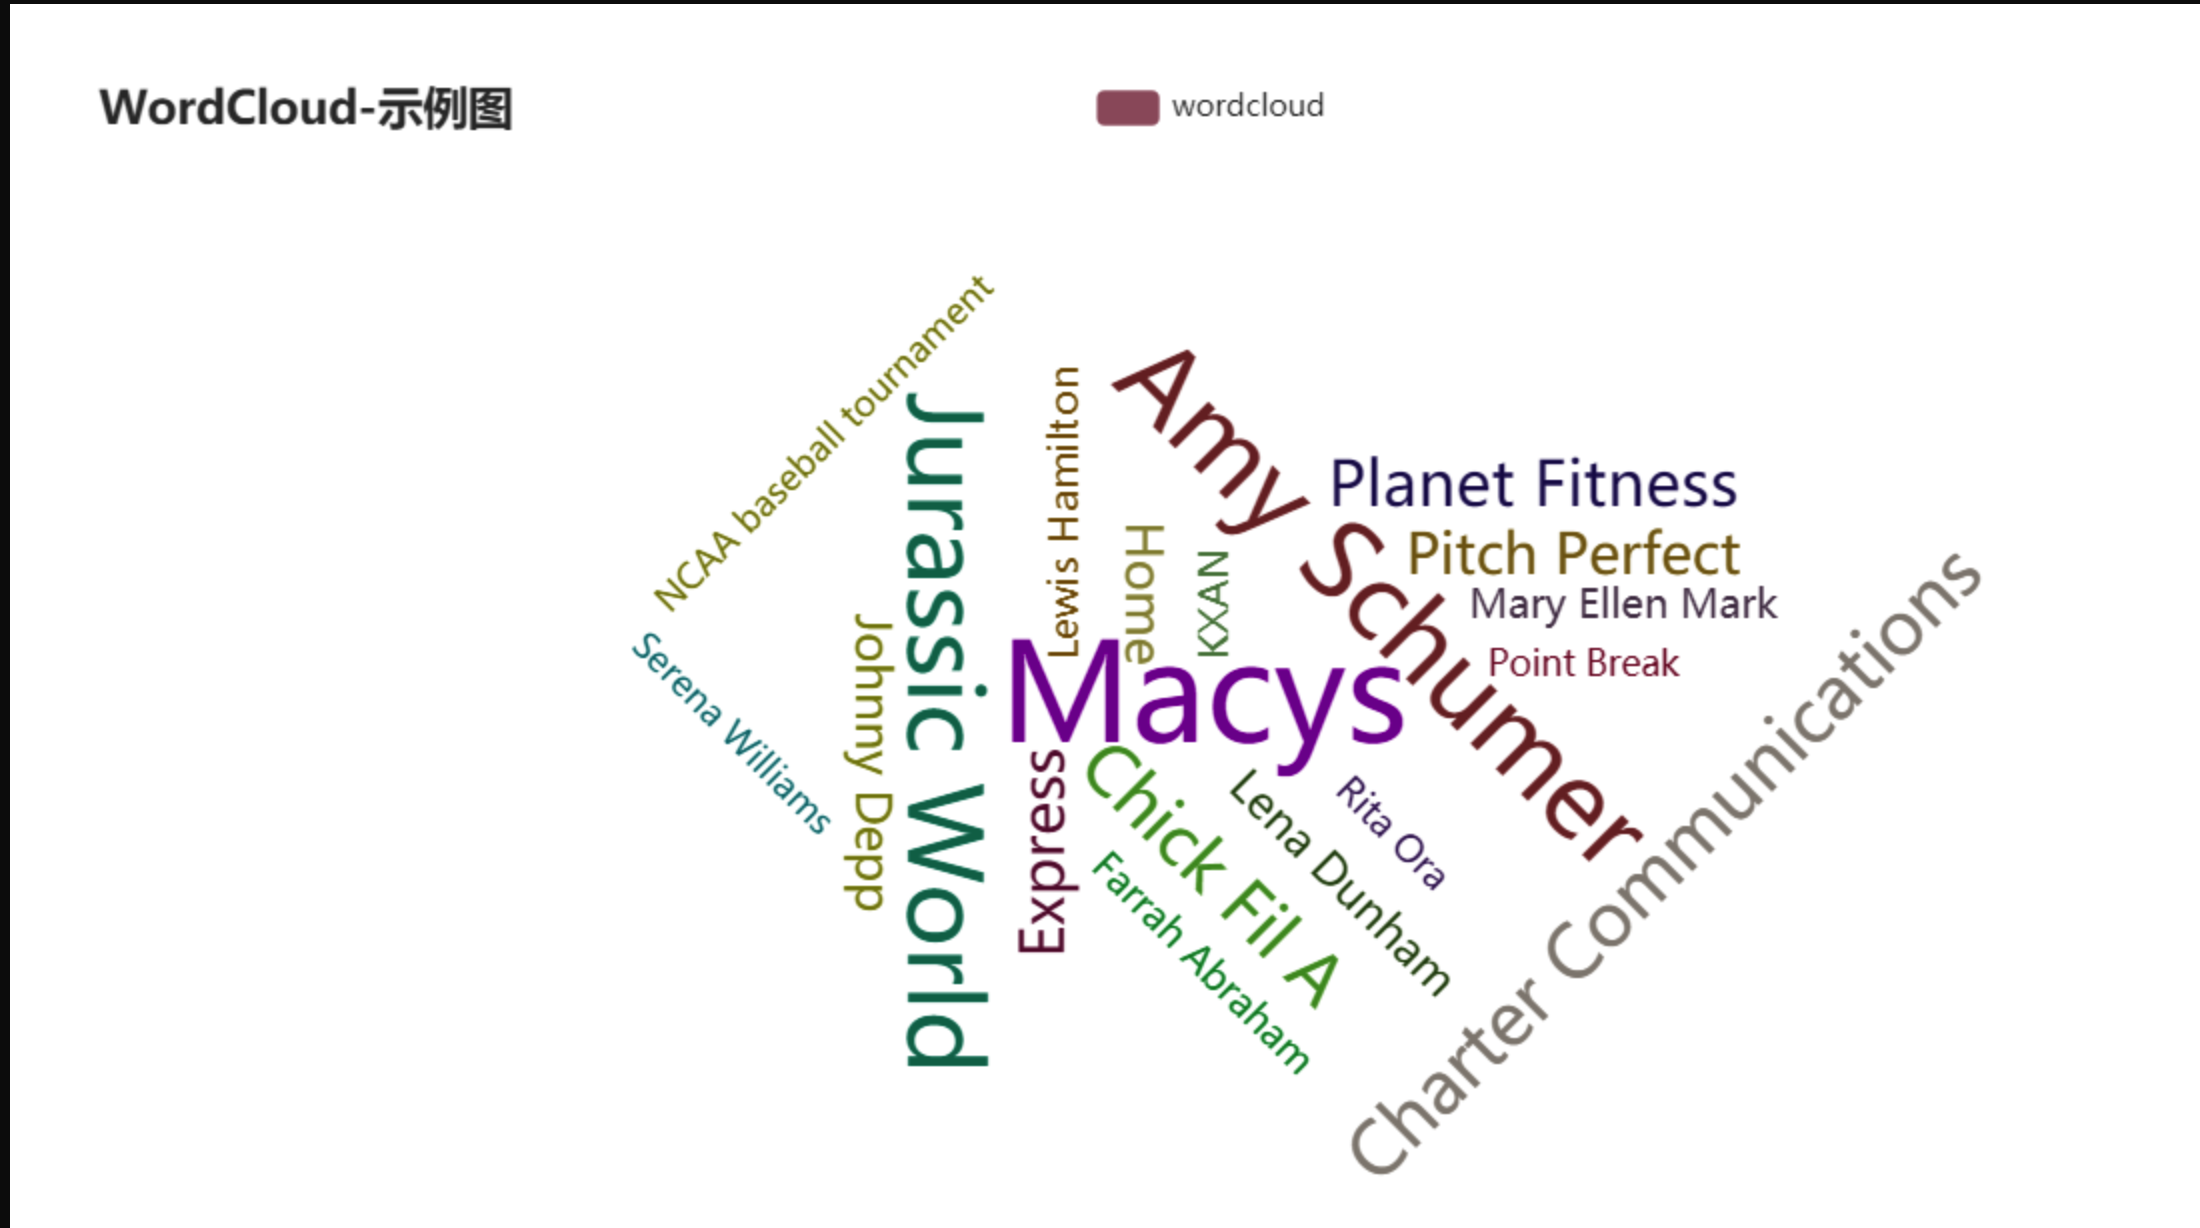 WordCloud-示例图
wordcloud
NCAA baseball tournament
Amy Schumer
Lewis Hamilton
Jurassic World
Planet Fitness
Home
KXAN
Pitch Perfect
Mary Ellen Mark
Point Break
Charter Communications
Johnny Depp
Serena Williams
Macys
Express
Chick Fil A
Lena Dunham
Rita Ora
Farrah Abraham